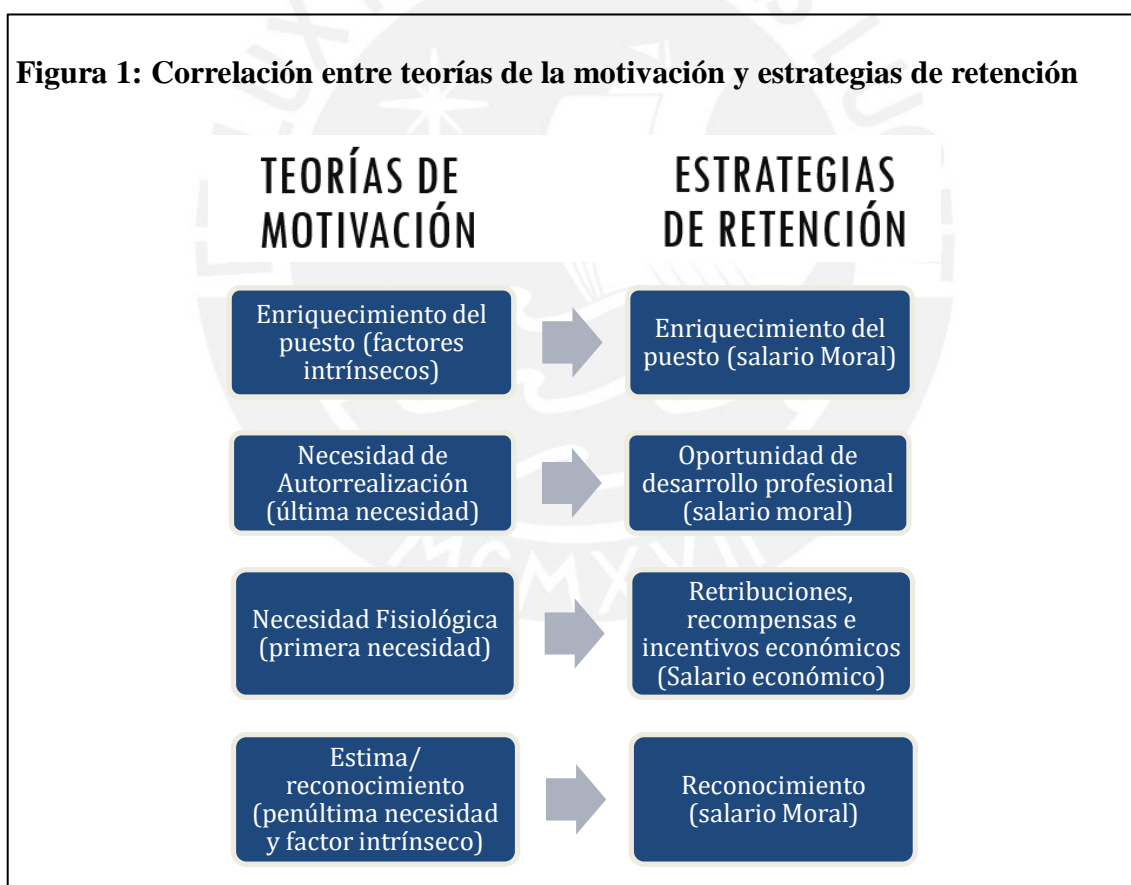 Figura 1: Correlación entre teorías de la motivación y estrategias de retención
TEORÍAS DE
MOTIVACIÓN
ESTRATEGIAS
DE RETENCIÓN
Enriquecimiento del
puesto (factores
intrínsecos)
Enriquecimiento del
puesto (salario Moral)
Necesidad de
Autorrealización
(última necesidad)
Oportunidad de
desarrollo profesional
(salario moral)
Necesidad Fisiológica
(primera necesidad)
Retribuciones,
recompensas e
incentivos económicos
(Salario económico)
Estima/
reconocimiento
(penúltima necesidad
y factor intrínseco)
Reconocimiento
(salario Moral)
MCMXVII